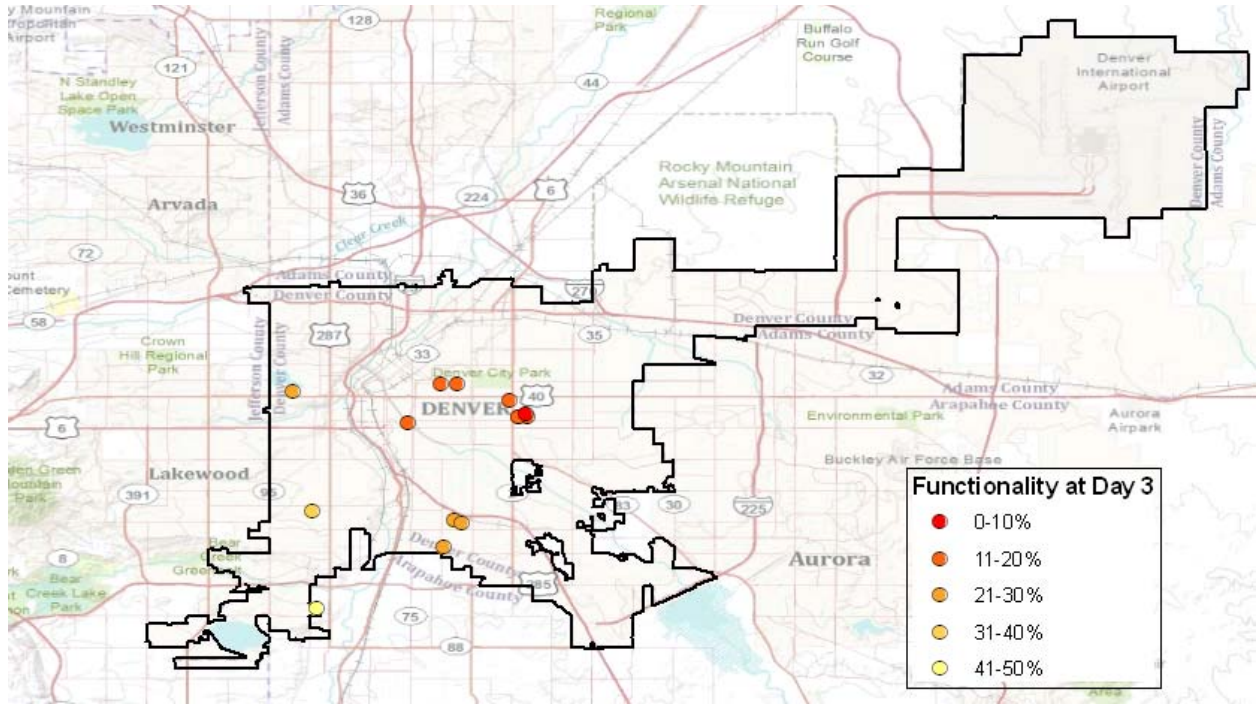 y Mountain
Airport
128
Regional
Park
Buffalo
Run Golf
Course
Denver
International
Airport
121
N Standley
Lake Open
Space Park
Jefferson County
Adams County
44
Westminster
Rocky Mountain
Arsenal National
Wildlife Refuge
Denver County
Adams County
36
224
6
Arvada
Clear Creek
72
Cemetery
Adams County
Denver County
270
58
287
35
Denver County
Adams County
Crown
Hill Regional
Park
33
Jefferson County
Denver County
Denver City Park
32
40
DENVER
Adams County
Arapahoe County
6
Environmental Park
Aurora
Airpark
Lakewood
Buckley Air Force Base
391
95
83
30
225
Functionality at Day 3
0-10%
11-20%
21-30%
31-40%
41-50%
8
Bear
Creek
Denver County
Arapahoe County
Aurora
Bear
Creek Lake
Park
285
75
88
Area